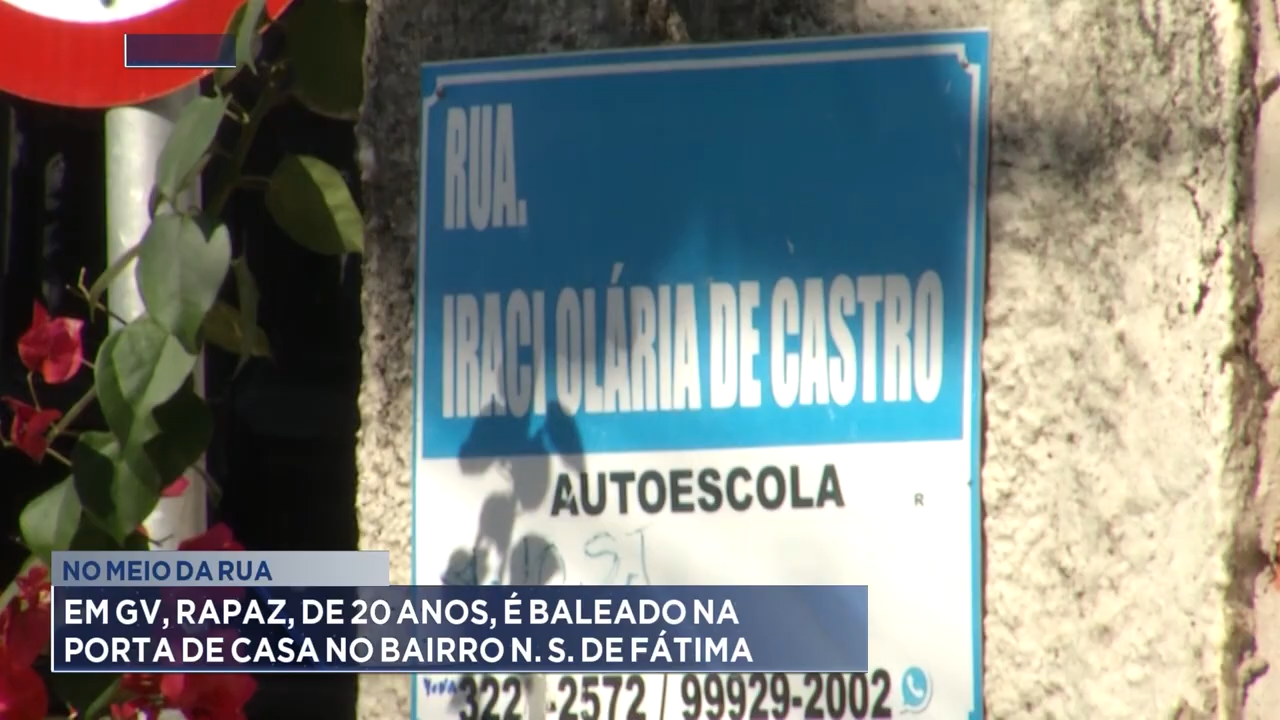 RUA.
IRACI OLÁRIA DE CASTRO
AUTOESCOLA
R
NO MEIO DA RUA
EM GV, RAPAZ, DE 20 ANOS, É BALEADO NA
PORTA DE CASA NO BAIRRO N. S. DE FÁTIMA
-2572 / 99929-2002